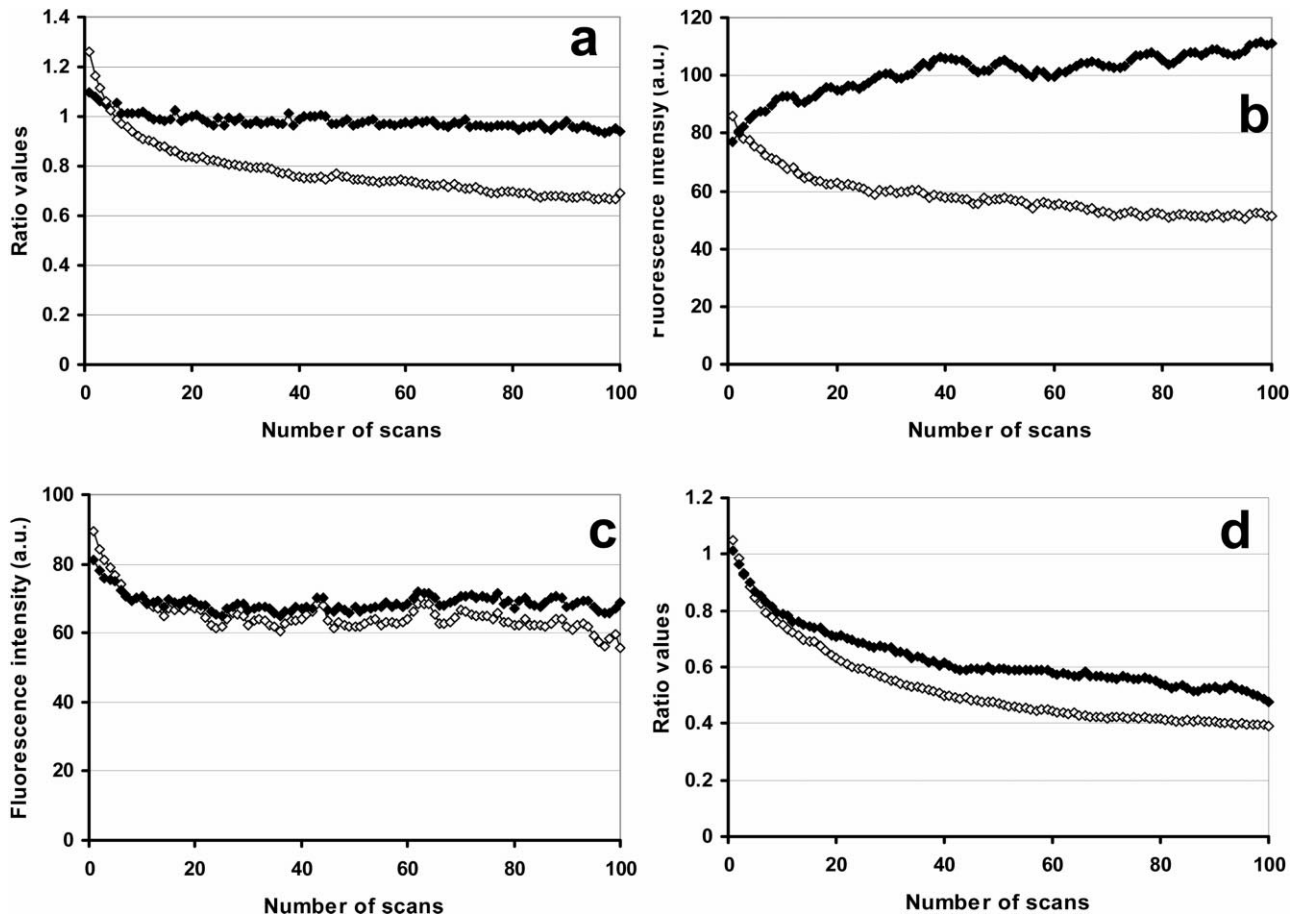 a
1.4
1.2
1
0.8
0.6
0.4
0.2
0
Ratio values
0 20 40 60 80 100
Number of scans
b
120
100
80
60
40
20
0
Fluorescence intensiy (a.u.)
0 20 40 60 80 100
Number of scans
c
100
80
60
40
20
0
Fluorescence intensity (a.u.)
0 20 40 60 80 100
Number of scans
d
1.2
1
0.8
0.6
0.4
0.2
0
Ratio values
0 20 40 60 80 100
Number of scans